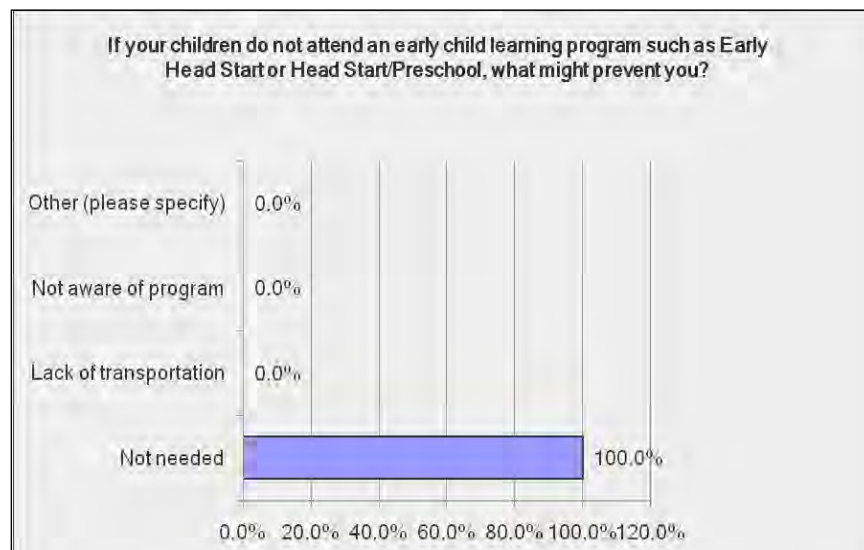 If your children do not attend an early child learning program such as Early
Head Start or Head Start/Preschool, what might prevent you?
Other (please specify) 0.0%
Not aware of program 0.0%
Lack of transportation 0.0%
Not needed 100.0%
0.0% 20.0% 40.0% 60.0% 80.0% 100.0% 120.0%